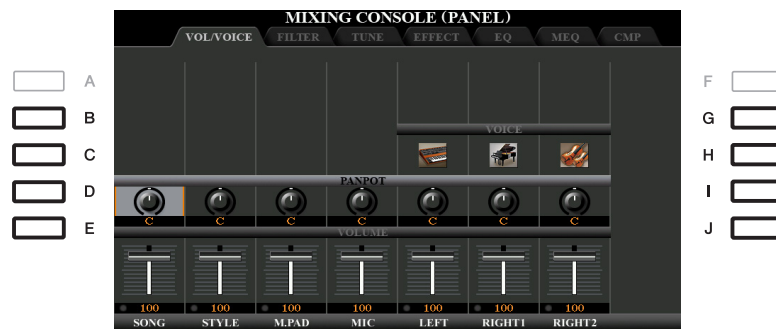 MIXING CONSOLE (PANEL)
VOL/VOICE FILTER TUNE EFFECT EQ MEQ CMP
A F
B G
VOICE
C H
PANPOT
D I
C C C C C C C
E J
VOLUME
100 100 100 100 100 100 100
SONG STYLE M.PAD MIC LEFT RIGHT1 RIGHT2